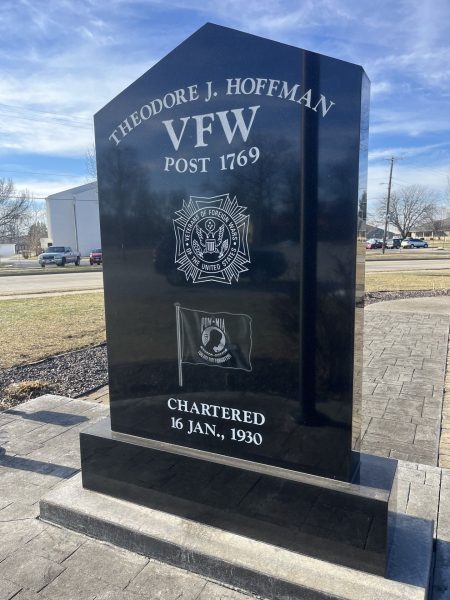 THEODORE J. HOFFMAN
VFW
POST 1769
VETERANS OF FOREIGN WARS
OF THE UNITED STATES
POW★MIA
CHARTERED
16 JAN., 1930